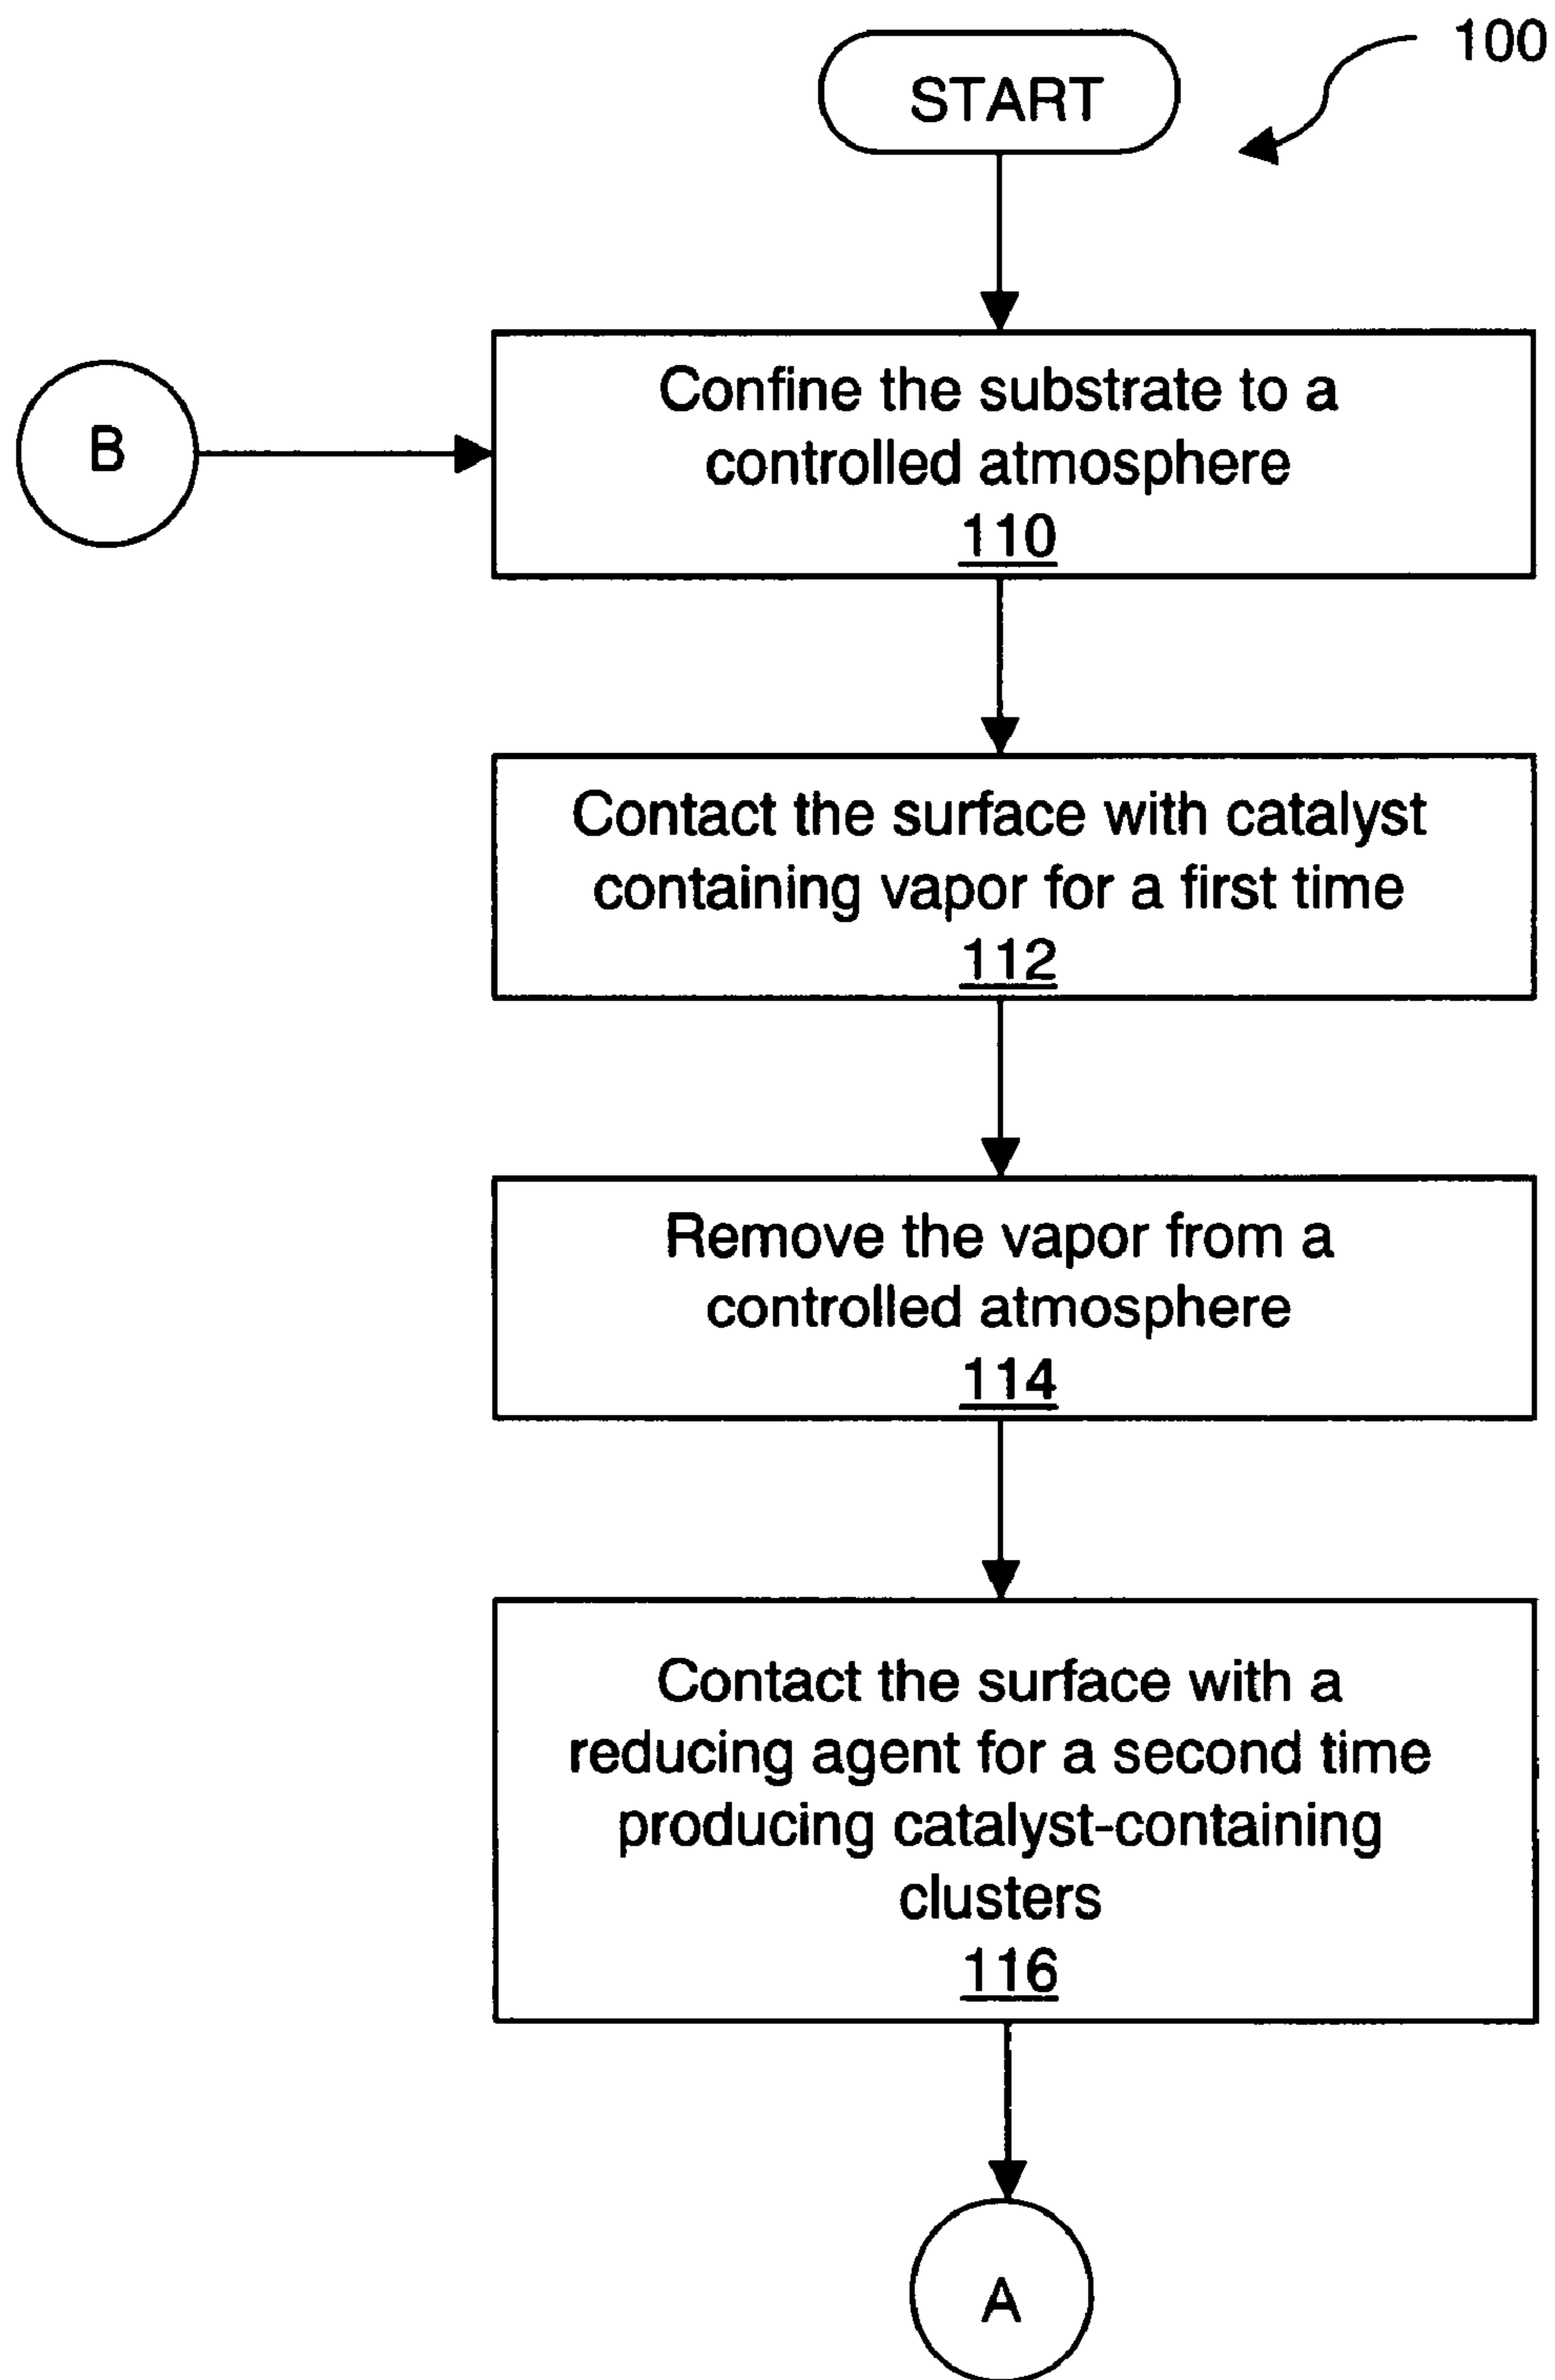 100
START
B
Confine the substrate to a
controlled atmosphere
110
Contact the surface with catalyst
containing vapor for a first time
112
Remove the vapor from a
controlled atmosphere
114
Contact the surface with a
reducing agent for a second time
producing catalyst-containing
clusters
116
A